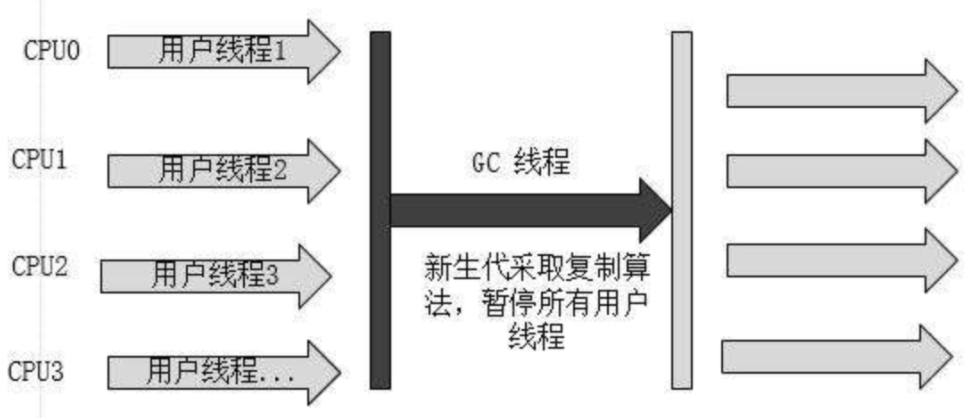 CPU0 用户线程1
CPU1 用户线程2
CPU2 用户线程3
CPU3 用户线程...
GC 线程
新生代采取复制算
法，暂停所有用户
线程